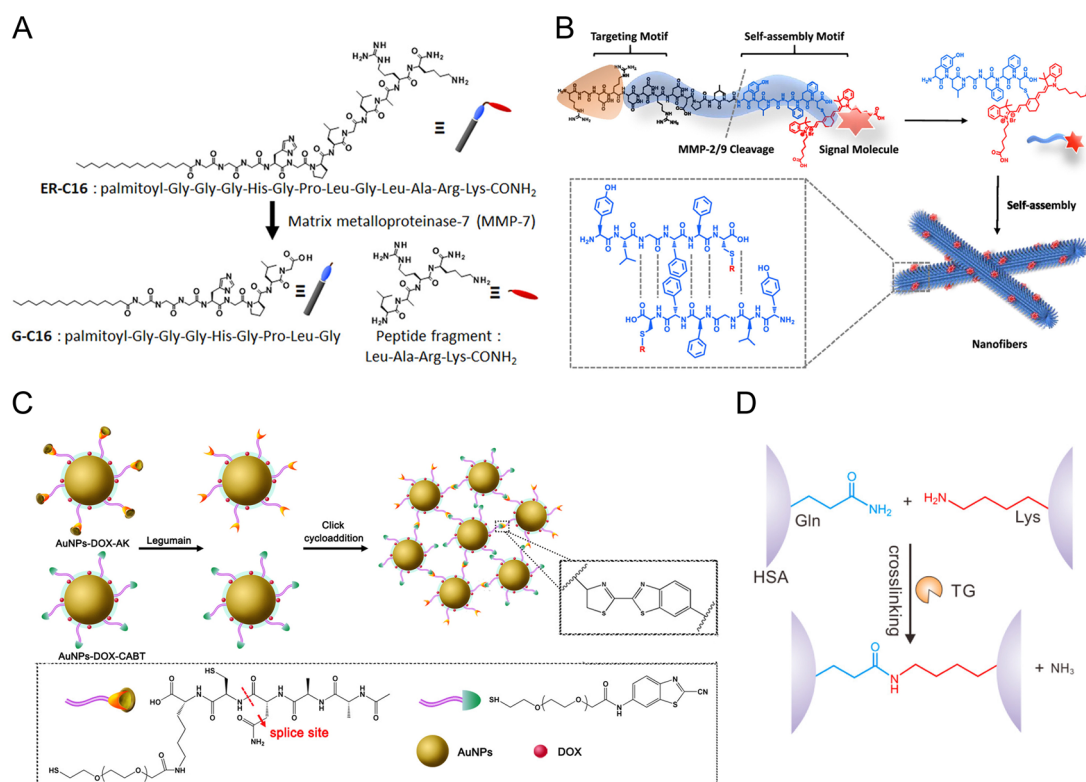 A
ER-C16 : palmitoyl-Gly-Gly-Gly-His-Gly-Pro-Leu-Gly-Leu-Ala-Arg-Lys-CONH2
Matrix metalloproteinase-7 (MMP-7)
G-C16 : palmitoyl-Gly-Gly-Gly-His-Gly-Pro-Leu-Gly
Peptide fragment :
Leu-Ala-Arg-Lys-CONH2
B
Targeting Motif
Self-assembly Motif
MMP-2/9 Cleavage
Signal Molecule
Self-assembly
Nanofibers
C
AuNPs-DOX-AK
Legumain
Click
cycloaddition
AuNPs-DOX-CABT
splice site
AuNPs
DOX
D
Gln
+
Lys
HSA
crosslinking
TG
+ NH3